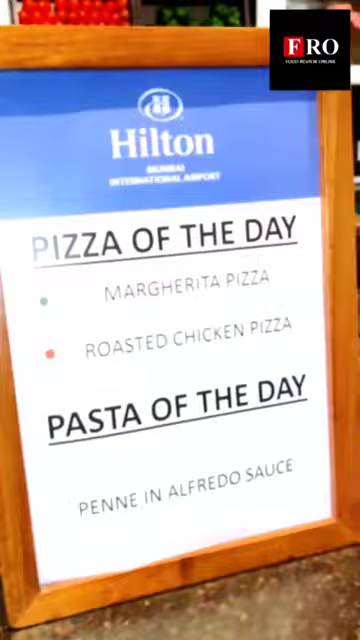 FRO
FOOD REVIEW ONLINE
Hilton
MUMBAI
INTERNATIONAL AIRPORT
PIZZA OF THE DAY
MARGHERITA PIZZA
ROASTED CHICKEN PIZZA
PASTA OF THE DAY
PENNE IN ALFREDO SAUCE